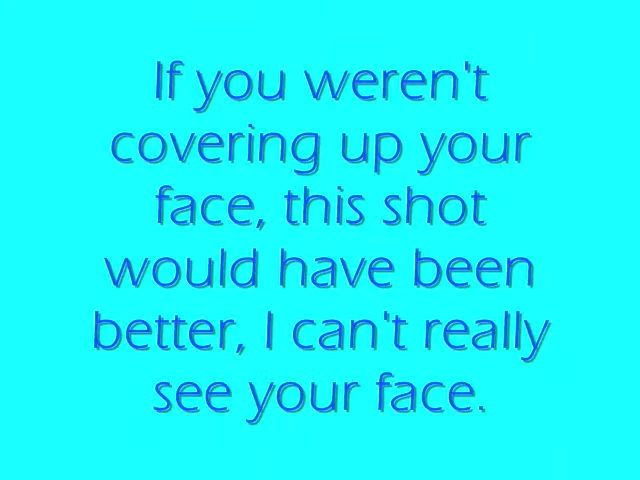 If you weren't
covering up your
face, this shot
would have been
better, I can't really
see your face.